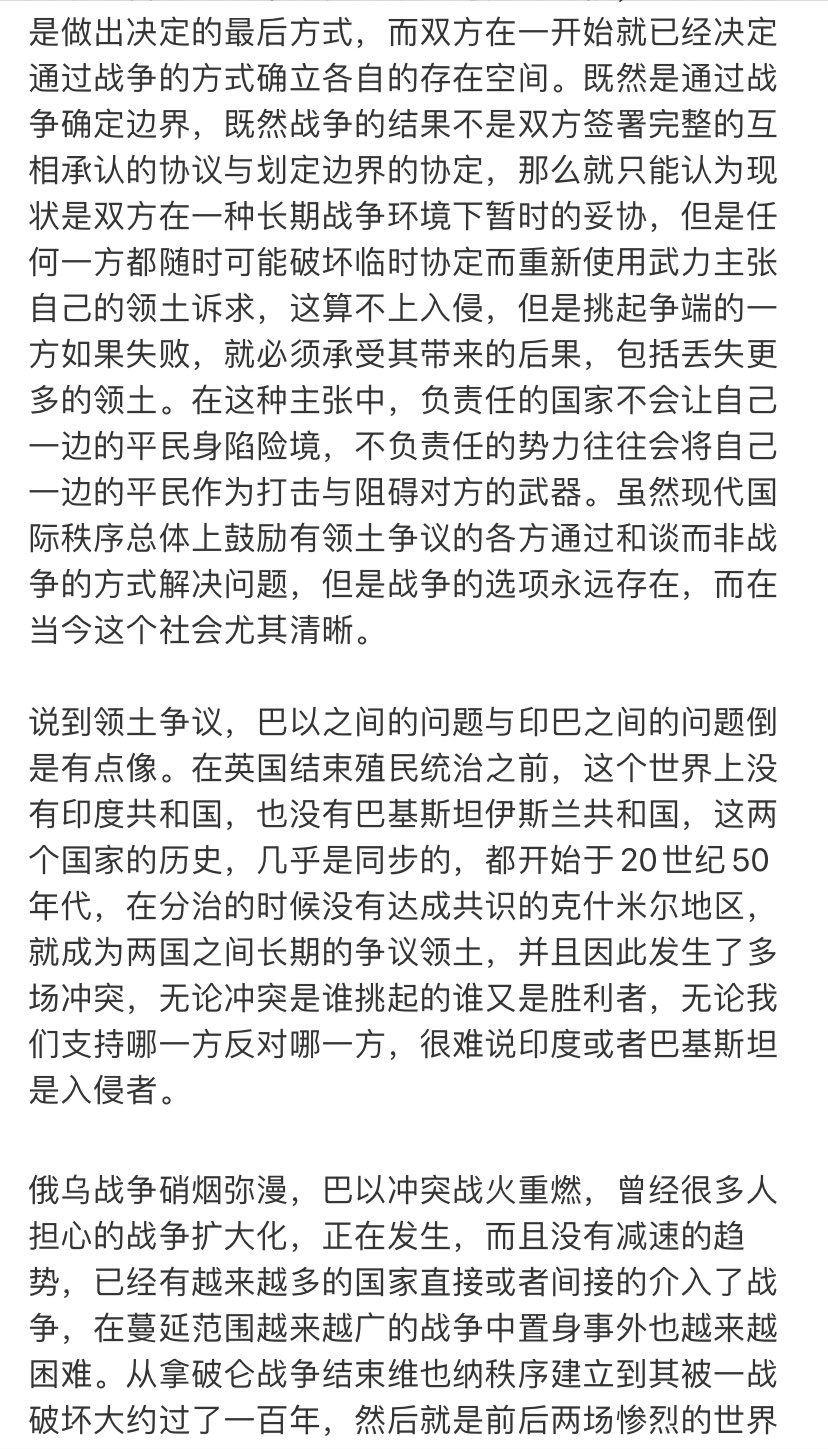 是做出决定的最后方式，而双方在一开始就已经决定
通过战争的方式确立各自的存在空间。既然是通过战
争确定边界，既然战争的结果不是双方签署完整的互
相承认的协议与划定边界的协定，那么就只能认为现
状是双方在一种长期战争环境下暂时的妥协，但是任
何一方都随时可能破坏临时协定而重新使用武力主张
自己的领土诉求，这算不上入侵，但是挑起争端的一
方如果失败，就必须承受其带来的后果，包括丢失更
多的领土。在这种主张中，负责任的国家不会让自己
一边的平民身陷险境，不负责任的势力往往会将自己
一边的平民作为打击与阻碍对方的武器。虽然现代国
际秩序总体上鼓励有领土争议的各方通过和谈而非战
争的方式解决问题，但是战争的选项永远存在，而在
当今这个社会尤其清晰。
说到领土争议，巴以之间的问题与印巴之间的问题倒
是有点像。在英国结束殖民统治之前，这个世界上没
有印度共和国，也没有巴基斯坦伊斯兰共和国，这两
个国家的历史，几乎是同步的，都开始于20世纪50
年代，在分治的时候没有达成共识的克什米尔地区，
就成为两国之间长期的争议领土，并且因此发生了多
场冲突，无论冲突是谁挑起的谁又是胜利者，无论我
们支持哪一方反对哪一方，很难说印度或者巴基斯坦
是入侵者。
俄乌战争硝烟弥漫，巴以冲突战火重燃，曾经很多人
担心的战争扩大化，正在发生，而且没有减速的趋
势，已经有越来越多的国家直接或者间接的介入了战
争，在蔓延范围越来越广的战争中置身事外也越来越
困难。从拿破仑战争结束维也纳秩序建立到其被一战
破坏大约过了一百年，然后就是前后两场惨烈的世界